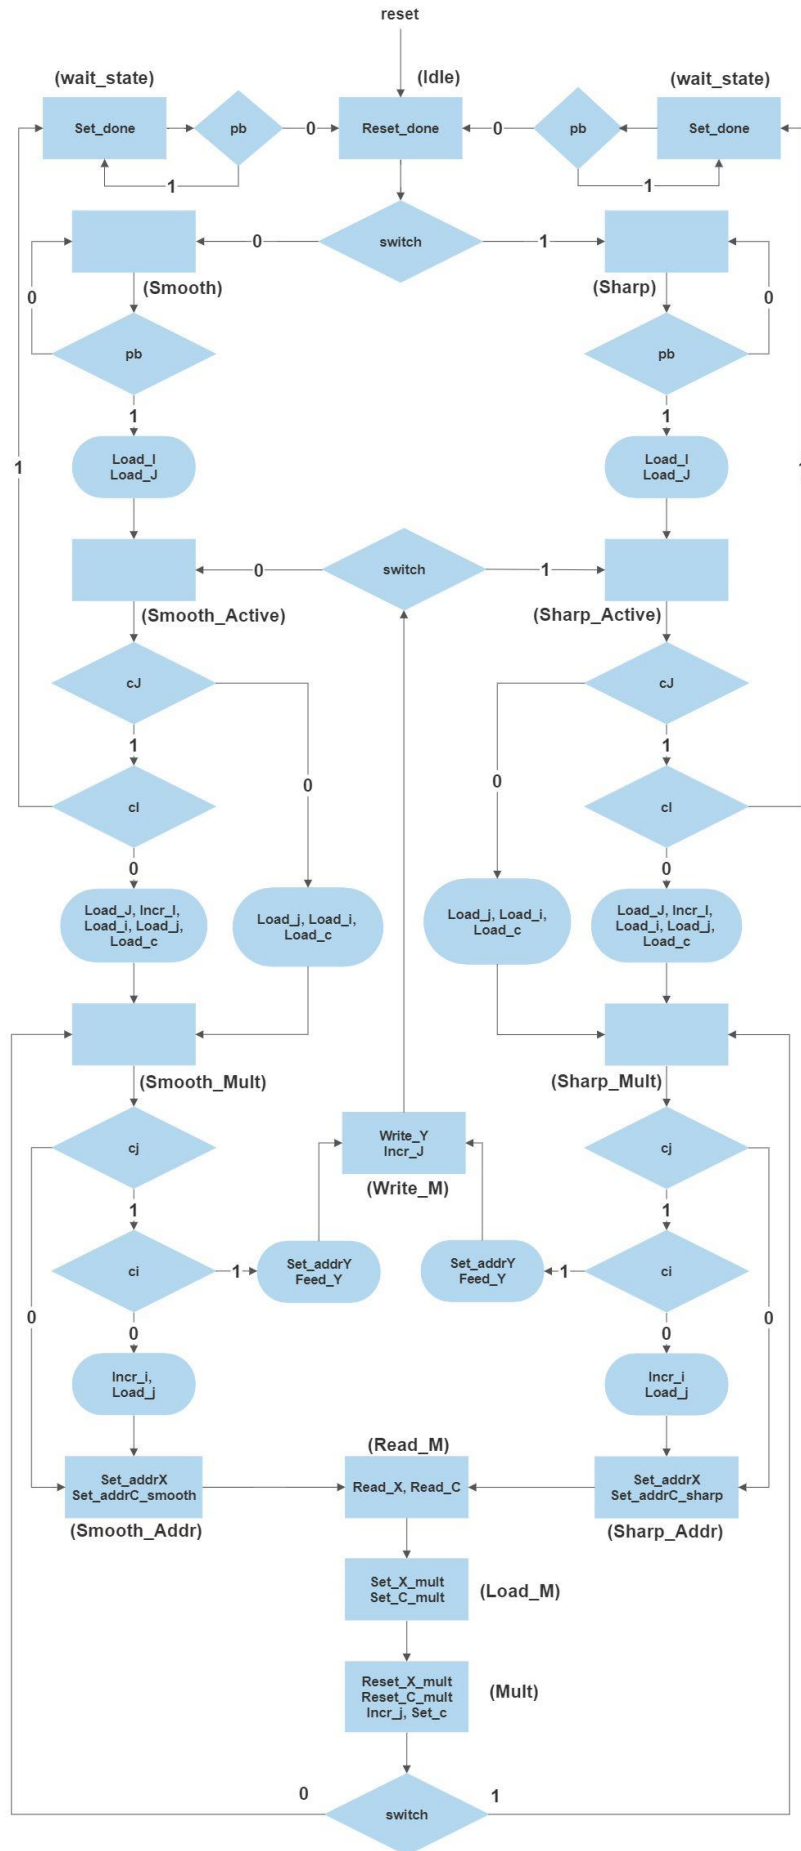 reset
(wait_state)
(Idle)
(wait_state)
Set_done
pb
0
Reset_done
0
pb
Set_done
1
1
0
switch
1
(Smooth)
(Sharp)
0
0
pb
pb
1
1
Load_I
Load_J
Load_I
Load_J
1
1
0
switch
1
(Smooth_Active)
(Sharp_Active)
cJ
cJ
1
1
0
0
cI
cI
0
0
Load_J, Incr_I,
Load_i, Load_j,
Load_c
Load_j, Load_i,
Load_c
Load_j, Load_i,
Load_c
Load_J, Incr_I,
Load_i, Load_j,
Load_c
(Smooth_Mult)
(Sharp_Mult)
cj
Write_Y
Incr_J
cj
(Write_M)
1
1
ci
1
Set_addrY
Feed_Y
Set_addrY
Feed_Y
1
ci
0
0
0
0
Incr_i,
Load_j
Incr_i
Load_j
(Read_M)
Set_addrX
Set_addrC_smooth
Read_X, Read_C
Set_addrX
Set_addrC_sharp
(Smooth_Addr)
(Sharp_Addr)
Set_X_mult
Set_C_mult
(Load_M)
Reset_X_mult
Reset_C_mult
Incr_j, Set_c
(Mult)
0
1
switch